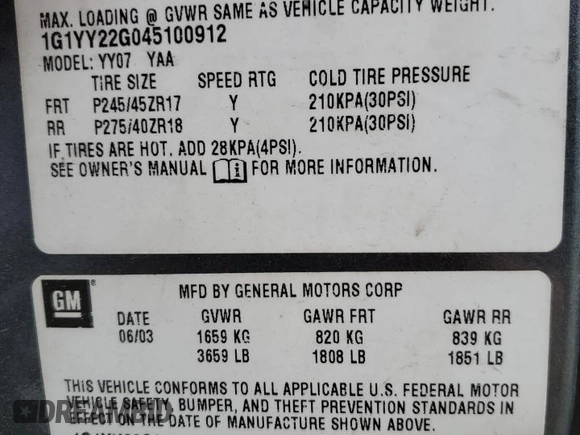 MAX. LOADING @ GVWR SAME AS VEHICLE CAPACITY WEIGHT.
1G1YY22G045100912
MODEL: YY07 YAA
TIRE SIZE SPEED RTG COLD TIRE PRESSURE
FRT P245/45ZR17 Y 210KPA(30PSI)
RR P275/40ZR18 Y 210KPA(30PSI)
IF TIRES ARE HOT, ADD 28KPA(4PSI).
SEE OWNER'S MANUAL FOR MORE INFORMATION.
GM ®
MFD BY GENERAL MOTORS CORP
DATE GVWR GAWR FRT GAWR RR
06/03 1659 KG 820 KG 839 KG
3659 LB 1808 LB 1851 LB
THIS VEHICLE CONFORMS TO ALL APPLICABLE U.S. FEDERAL MOTOR
VEHICLE SAFETY, BUMPER, AND THEFT PREVENTION STANDARDS IN
EFFECT ON THE DATE OF MANUFACTURE SHOWN ABOVE.
DREAMBID